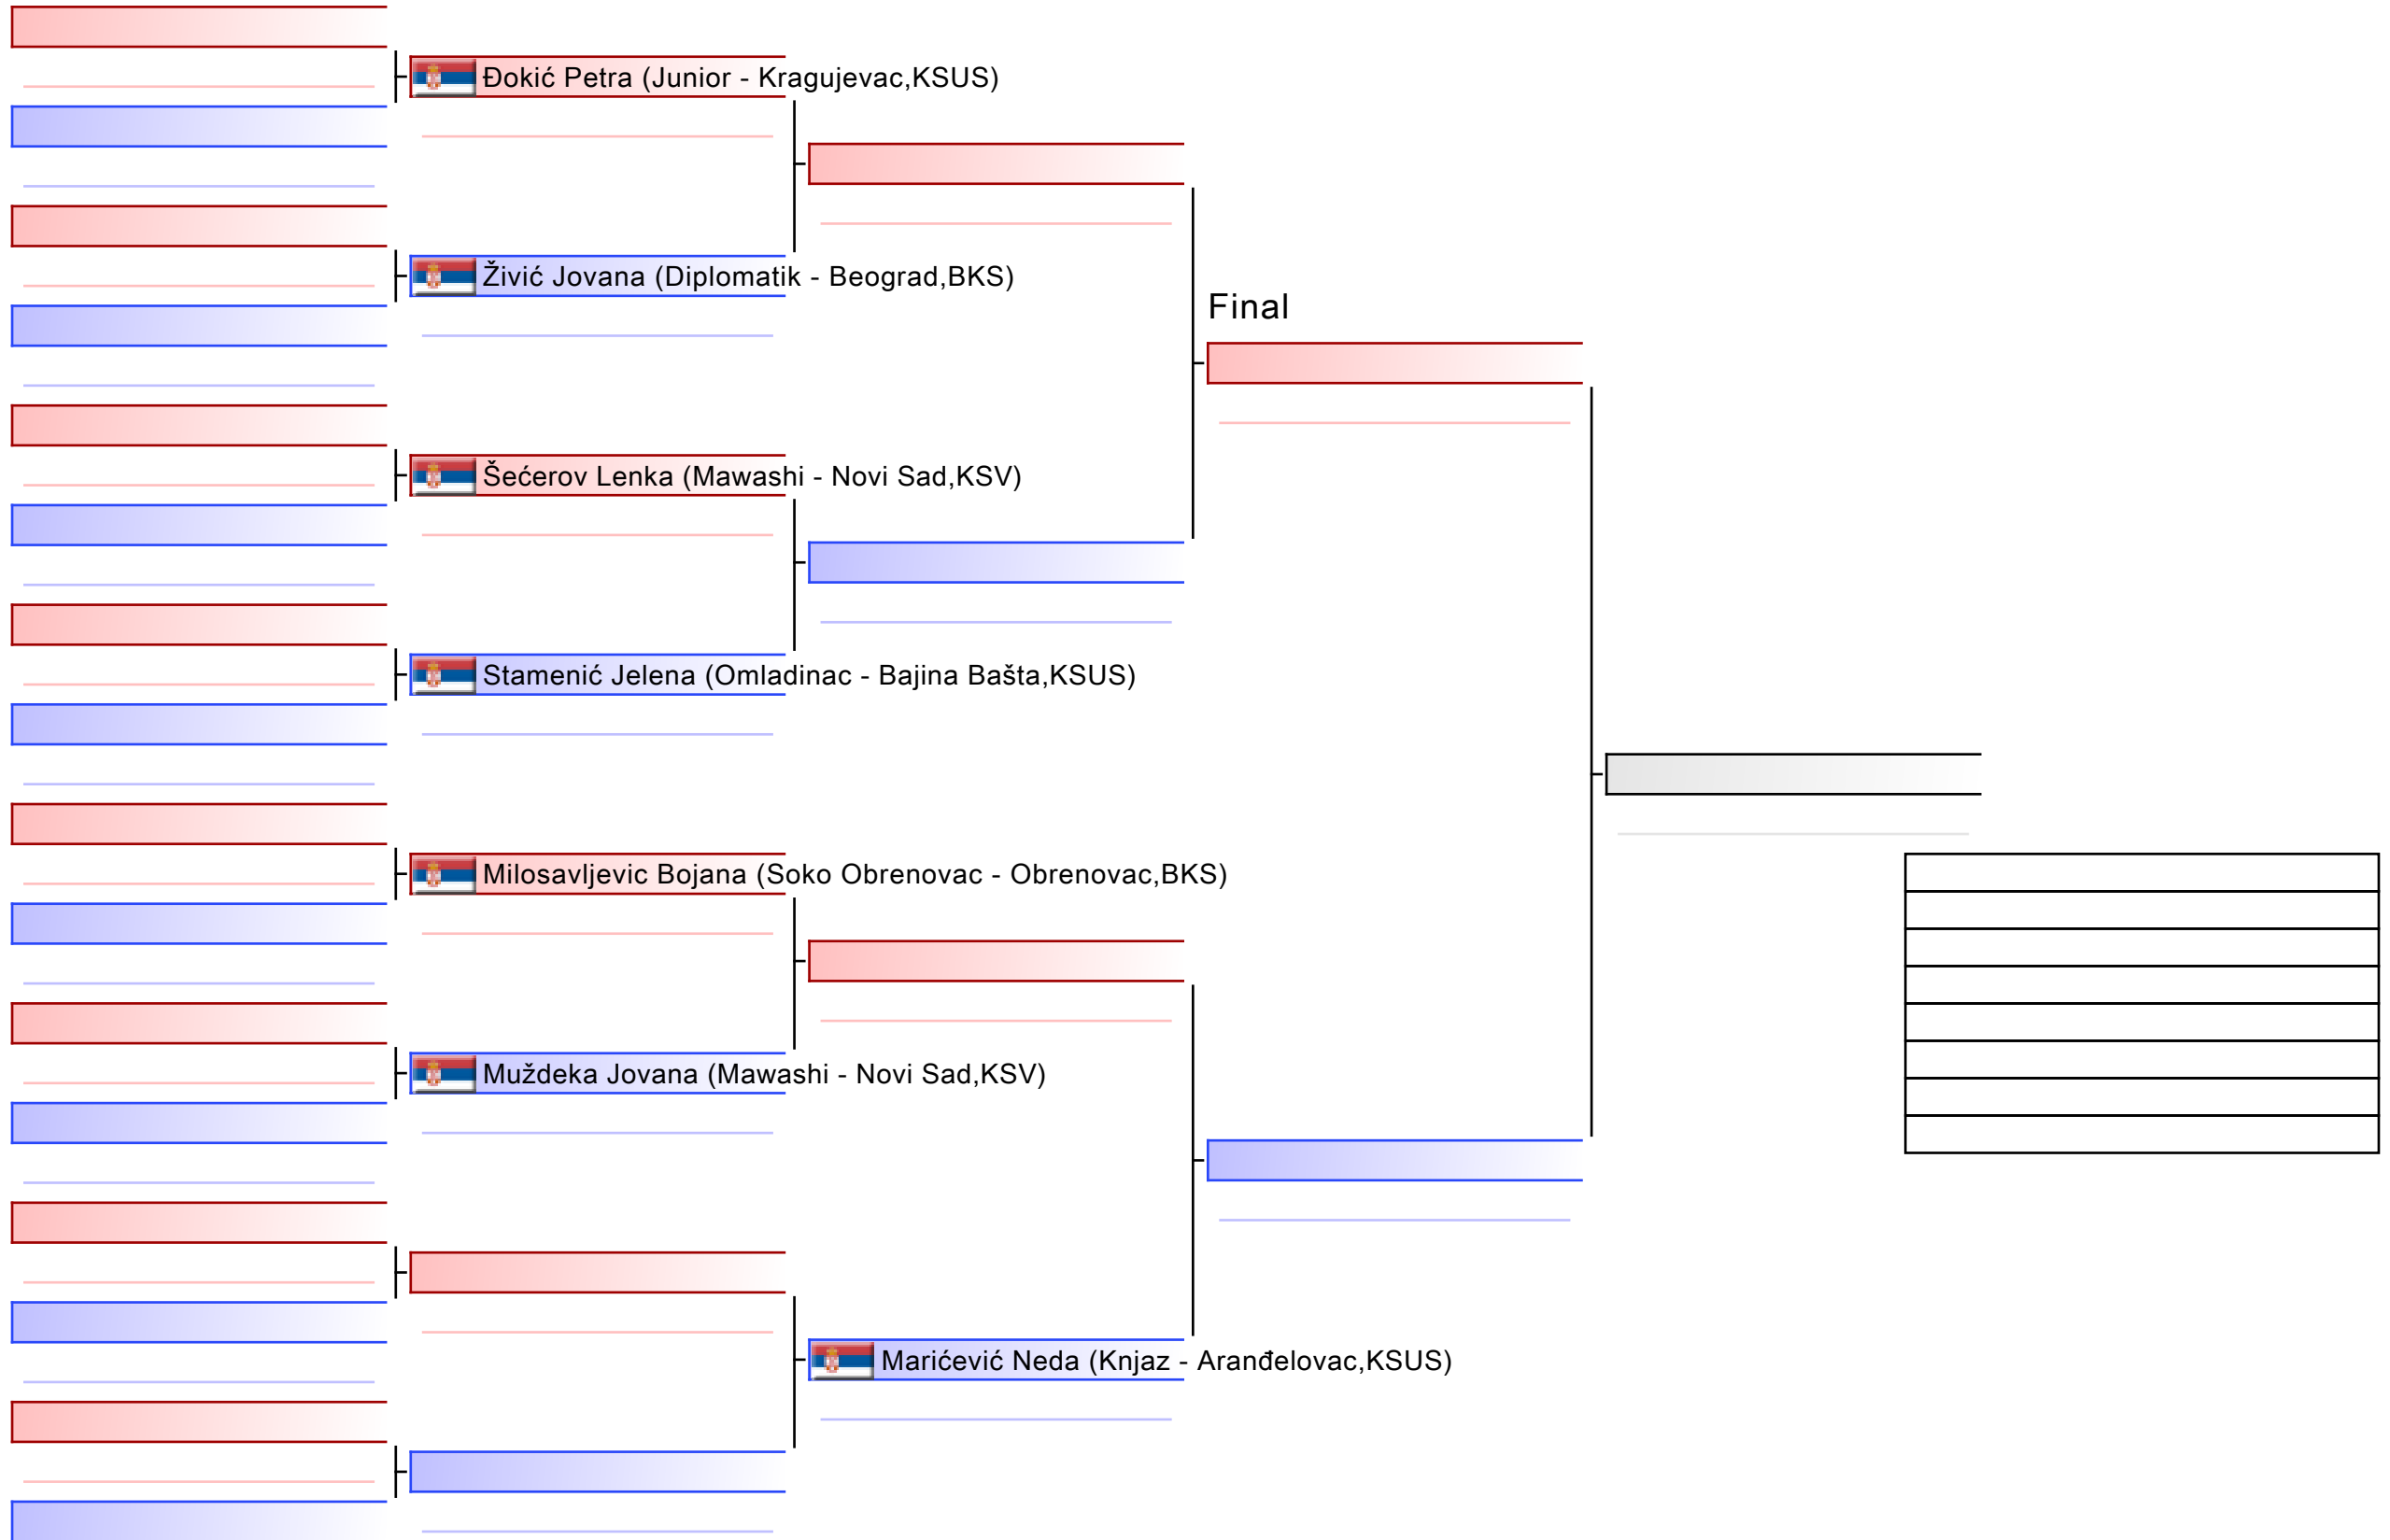 Đokić Petra (Junior - Kragujevac,KSUS)
Živić Jovana (Diplomatik - Beograd,BKS)
Final
Šećerov Lenka (Mawashi - Novi Sad,KSV)
Stamenić Jelena (Omladinac - Bajina Bašta,KSUS)
Milosavljevic Bojana (Soko Obrenovac - Obrenovac,BKS)
Muždeka Jovana (Mawashi - Novi Sad,KSV)
Marićević Neda (Knjaz - Aranđelovac,KSUS)